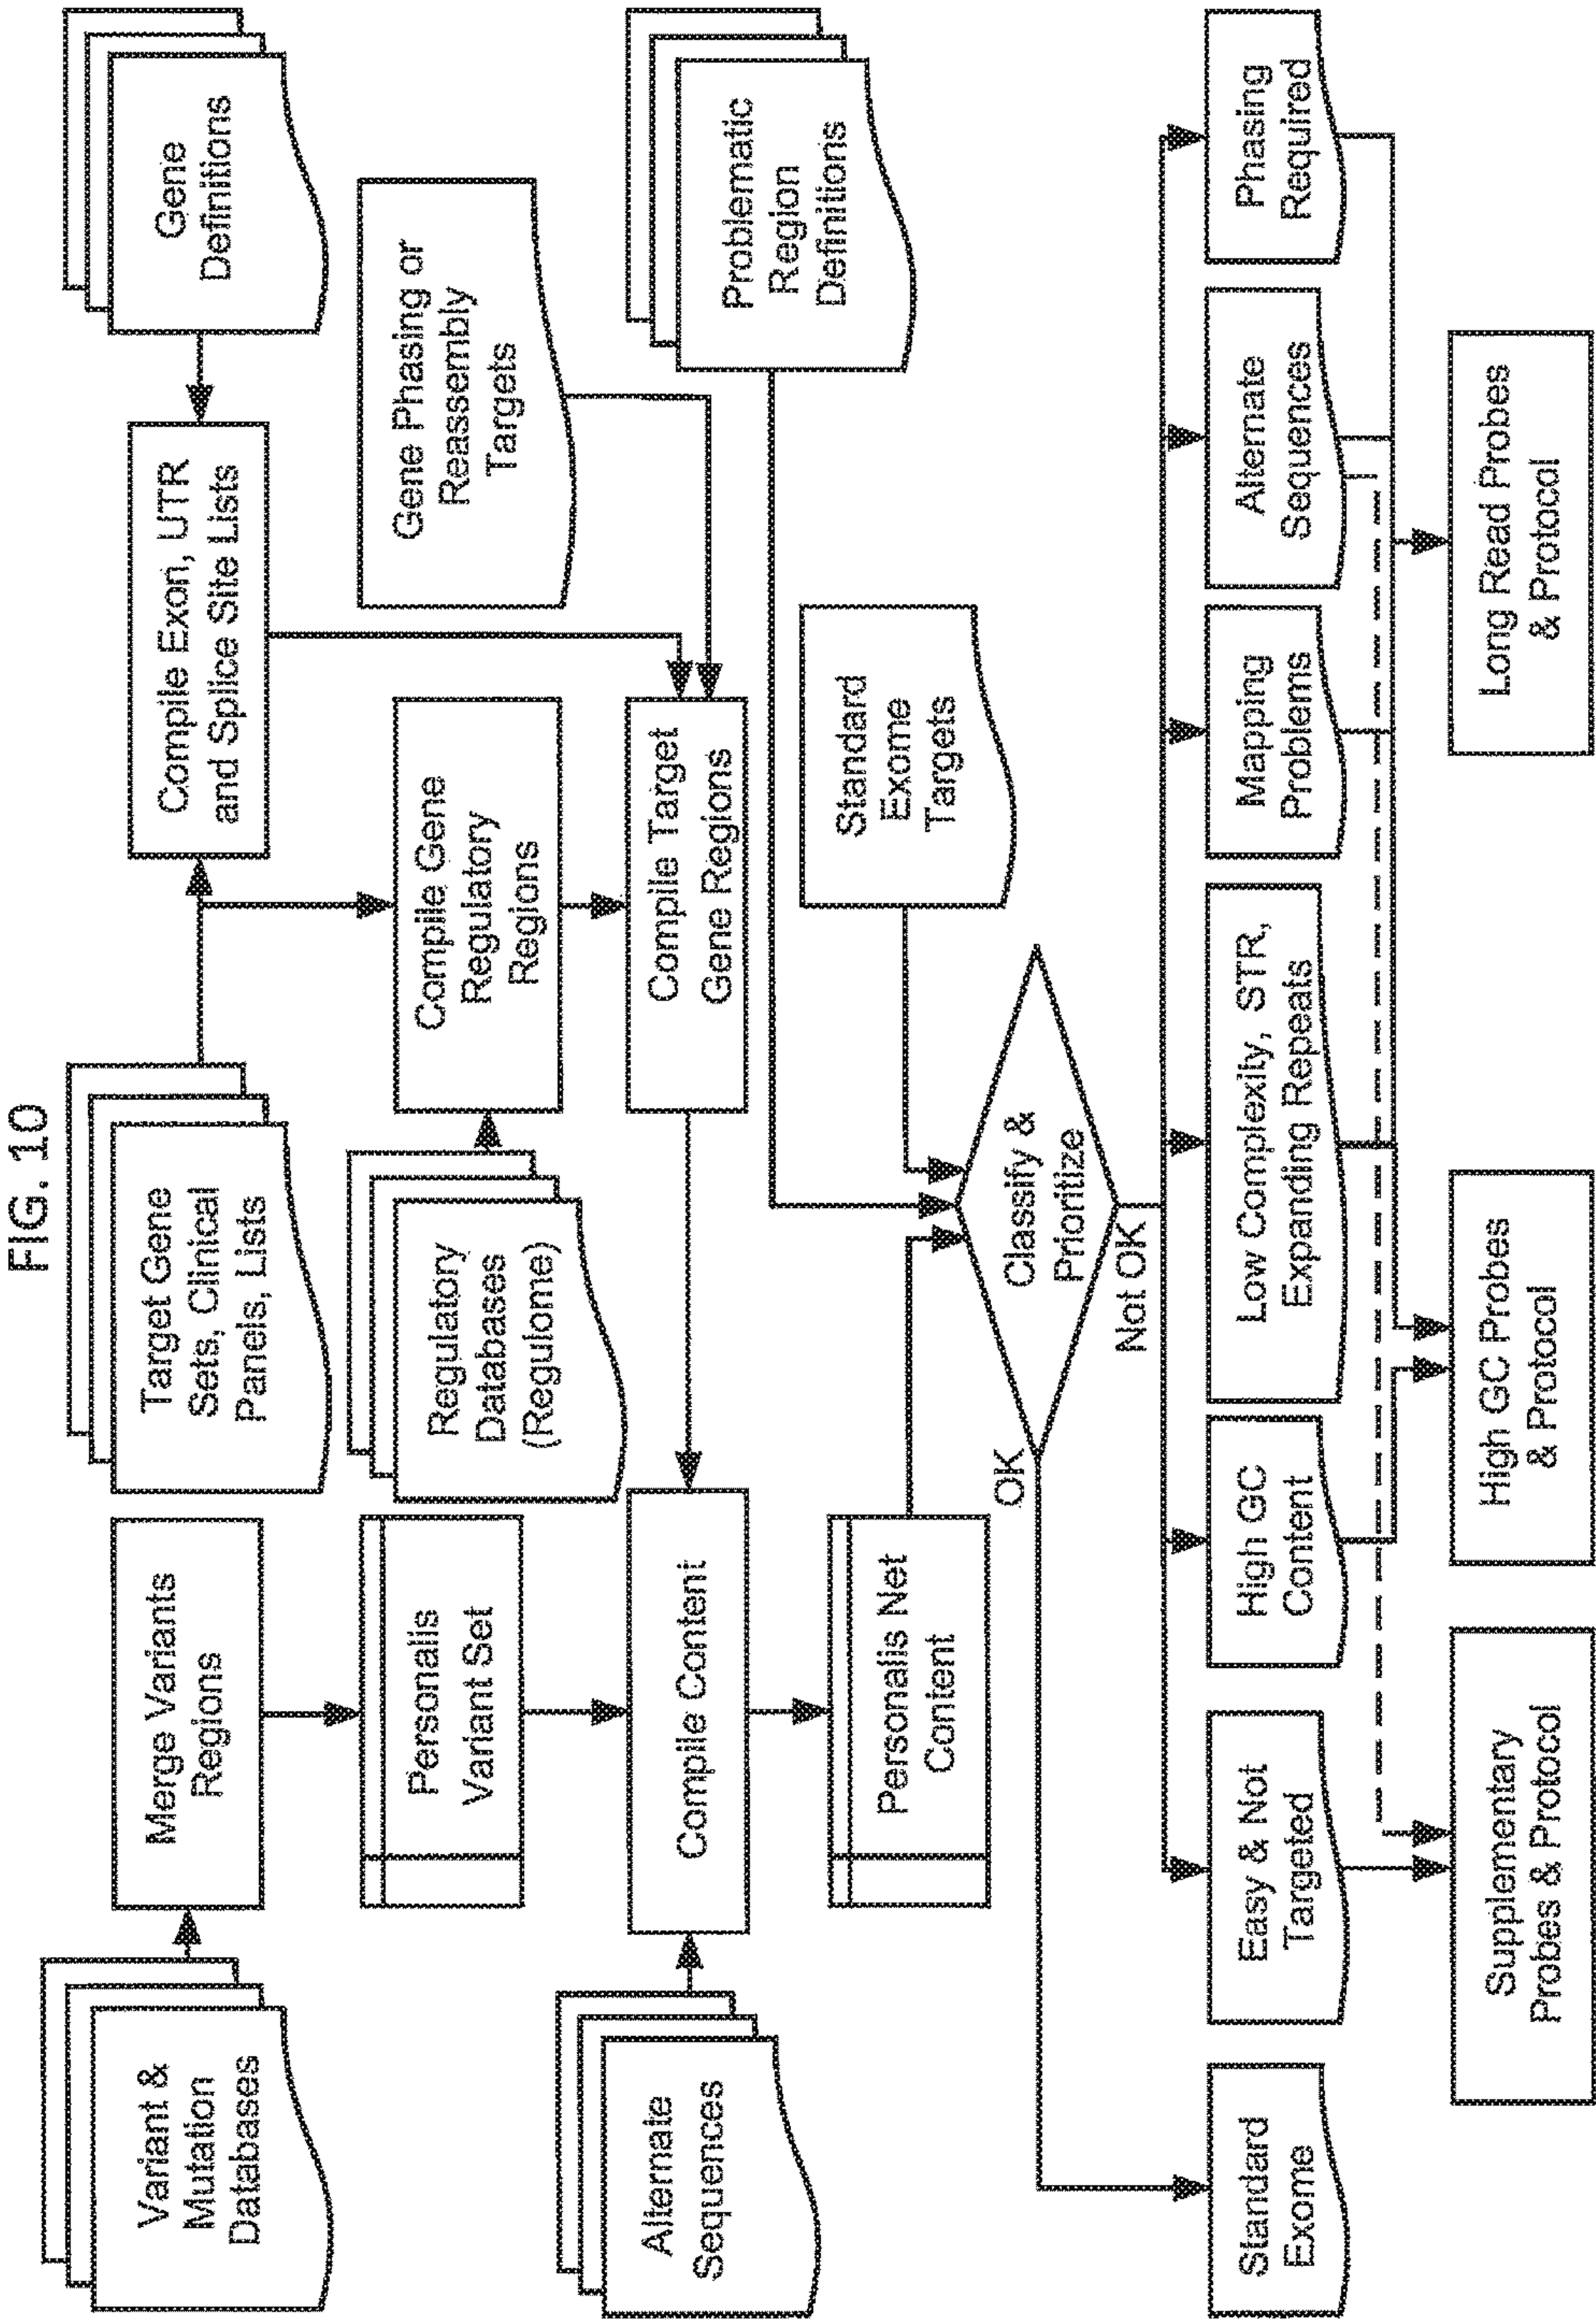 FIG. 10
Variant &
Mutation
Databases
Merge Variants
Regions
Target Gene
Sets, Clinical
Panels, Lists
Compile Exon, UTR
and Splice Site Lists
Gene
Definitions
Personalis
Variant Set
Regulatory
Databases
(Regulome)
Compile Gene
Regulatory
Regions
Gene Phasing or
Reassembly
Targets
Alternate
Sequences
Compile Content
Compile Target
Gene Regions
Problematic
Region
Definitions
Personalis Net
Content
Standard
Exome
Targets
Classify &
Prioritize
OK
Not OK
Standard
Exome
Easy & Not
Targeted
High GC
Content
Low Complexity, STR,
Expanding Repeats
Mapping
Problems
Alternate
Sequences
Phasing
Required
Supplementary
Probes & Protocol
High GC Probes
& Protocol
Long Read Probes
& Protocol